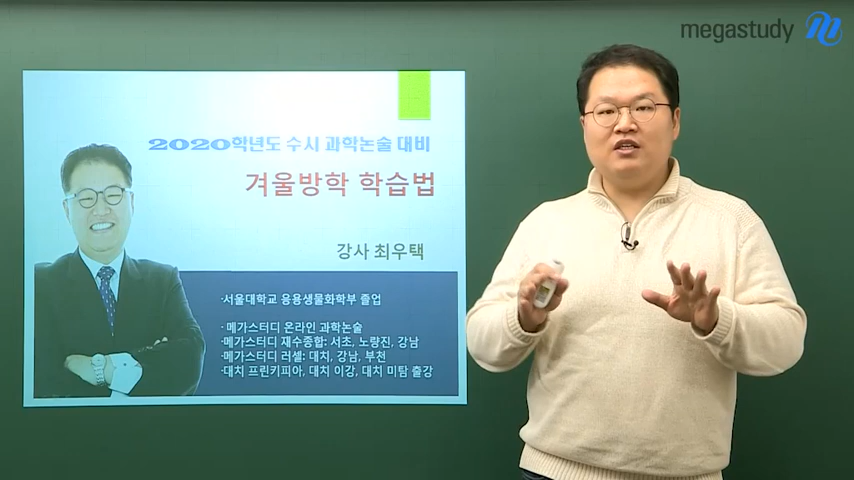 megastudy
2020학년도 수시 과학논술 대비
겨울방학 학습법
강사 최우택
·서울대학교 응용생물화학부 졸업
· 메가스터디 온라인 과학논술
·메가스터디 재수종합: 서초, 노량진, 강남
·메가스터디 러셀: 대치, 강남, 부천
·대치 프린키피아, 대치 이강, 대치 미탐 출강